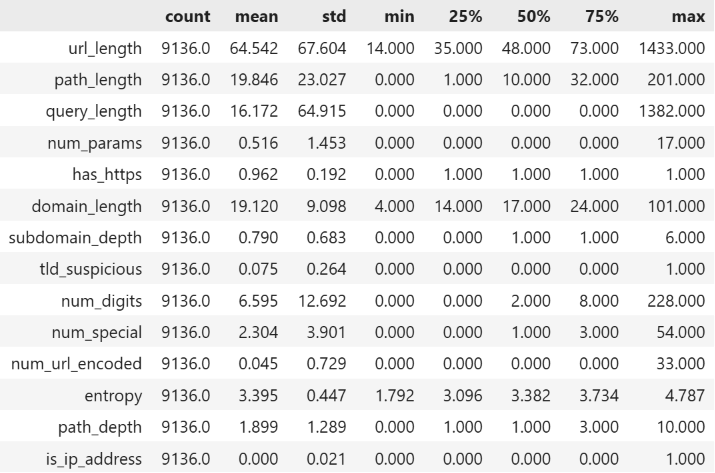 count mean std min 25% 50% 75% max
url_length 9136.0 64.542 67.604 14.000 35.000 48.000 73.000 1433.000
path_length 9136.0 19.846 23.027 0.000 1.000 10.000 32.000 201.000
query_length 9136.0 16.172 64.915 0.000 0.000 0.000 0.000 1382.000
num_params 9136.0 0.516 1.453 0.000 0.000 0.000 0.000 17.000
has_https 9136.0 0.962 0.192 0.000 1.000 1.000 1.000 1.000
domain_length 9136.0 19.120 9.098 4.000 14.000 17.000 24.000 101.000
subdomain_depth 9136.0 0.790 0.683 0.000 0.000 1.000 1.000 6.000
tld_suspicious 9136.0 0.075 0.264 0.000 0.000 0.000 0.000 1.000
num_digits 9136.0 6.595 12.692 0.000 0.000 2.000 8.000 228.000
num_special 9136.0 2.304 3.901 0.000 0.000 1.000 3.000 54.000
num_url_encoded 9136.0 0.045 0.729 0.000 0.000 0.000 0.000 33.000
entropy 9136.0 3.395 0.447 1.792 3.096 3.382 3.734 4.787
path_depth 9136.0 1.899 1.289 0.000 1.000 1.000 3.000 10.000
is_ip_address 9136.0 0.000 0.021 0.000 0.000 0.000 0.000 1.000